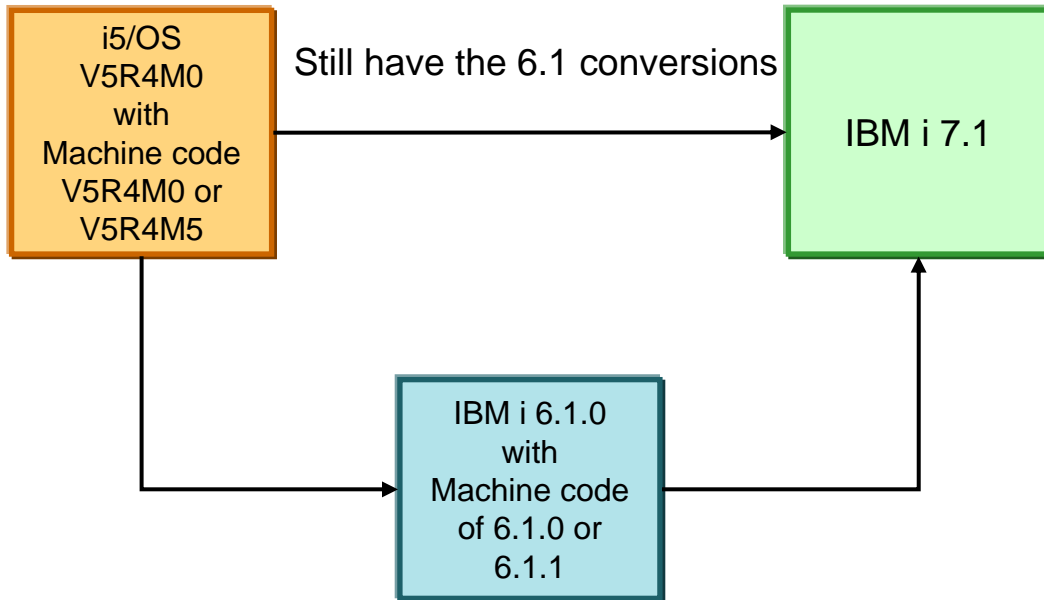 i5/OS
V5R4M0
with
Machine code
V5R4M0 or
V5R4M5
Still have the 6.1 conversions
IBM i 7.1
IBM i 6.1.0
with
Machine code
of 6.1.0 or
6.1.1